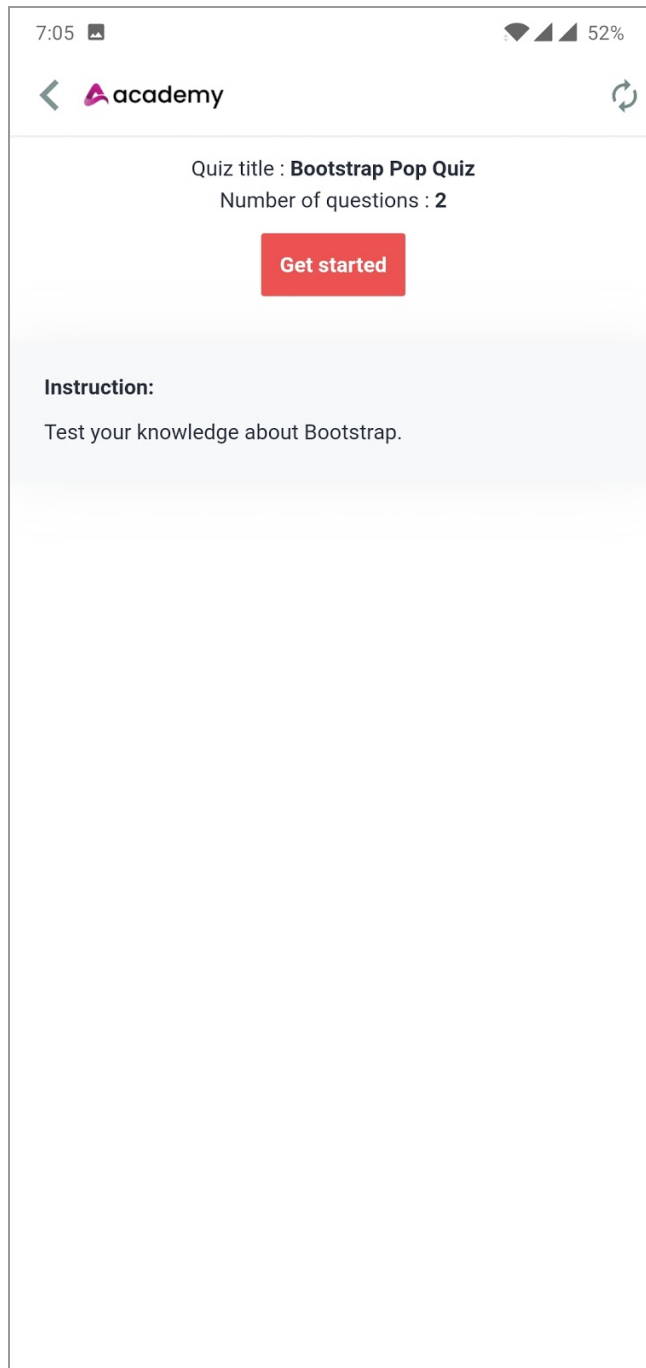 7:05 52%
academy
Quiz title : Bootstrap Pop Quiz
Number of questions : 2
Get started
Instruction:
Test your knowledge about Bootstrap.